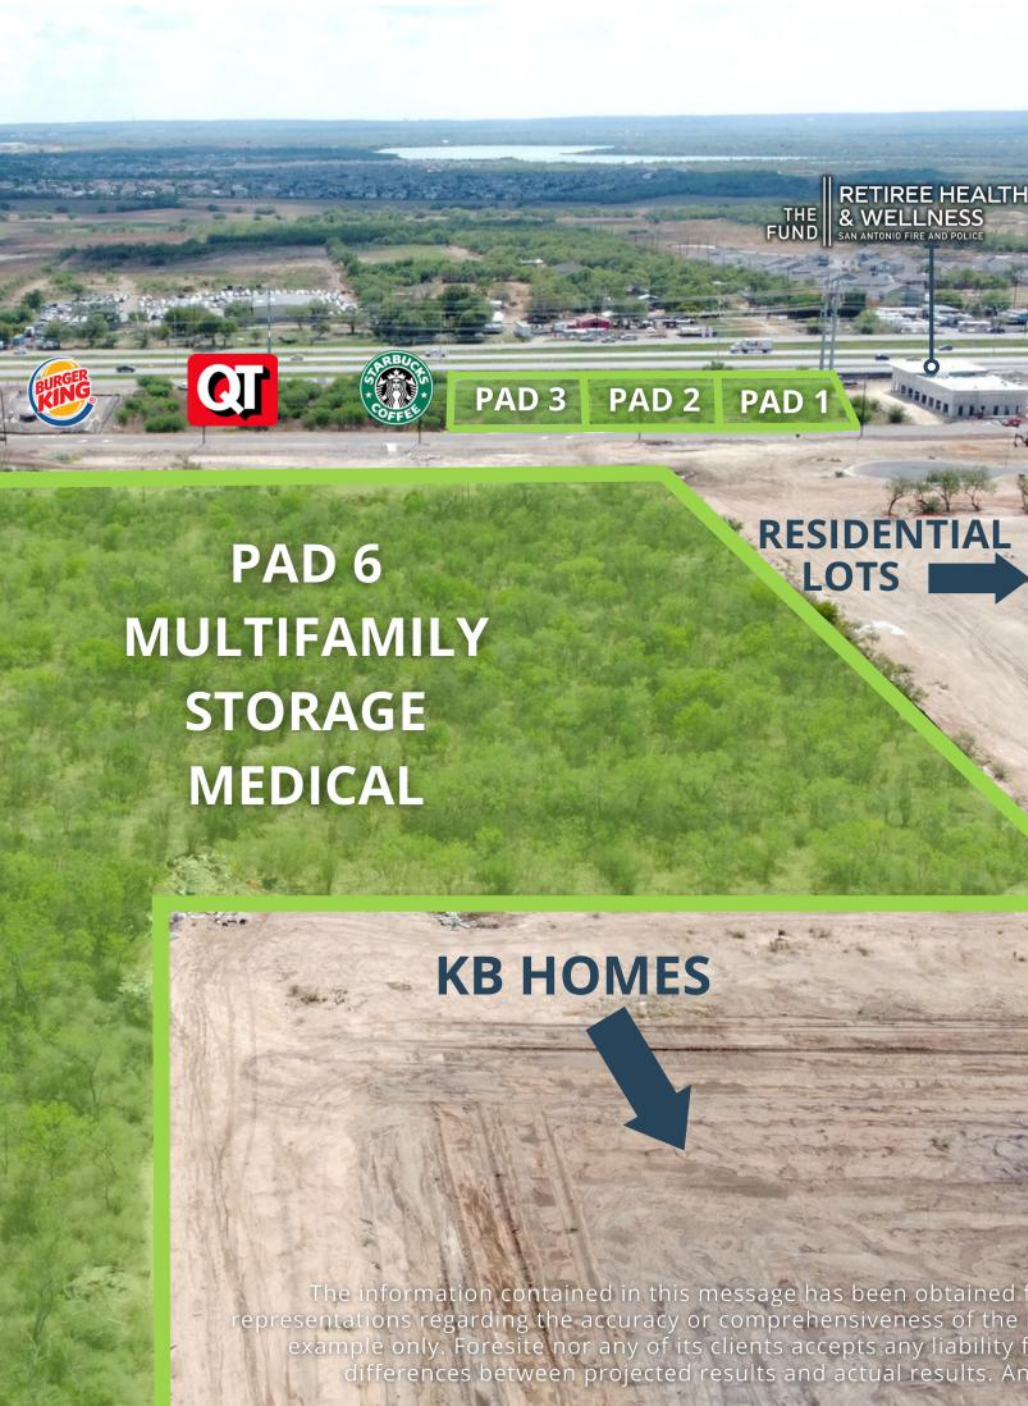 THE
FUND
RETIREE HEALTH
& WELLNESS
SAN ANTONIO FIRE AND POLICE
BURGER
KING
QT
STARBUCKS
COFFEE
PAD 3
PAD 2
PAD 1
RESIDENTIAL
LOTS
PAD 6
MULTIFAMILY
STORAGE
MEDICAL
KB HOMES
The information contained in this message has been obtained
representations regarding the accuracy or comprehensiveness of the
example only. Foresite nor any of its clients accepts any liability
differences between projected results and actual results. An